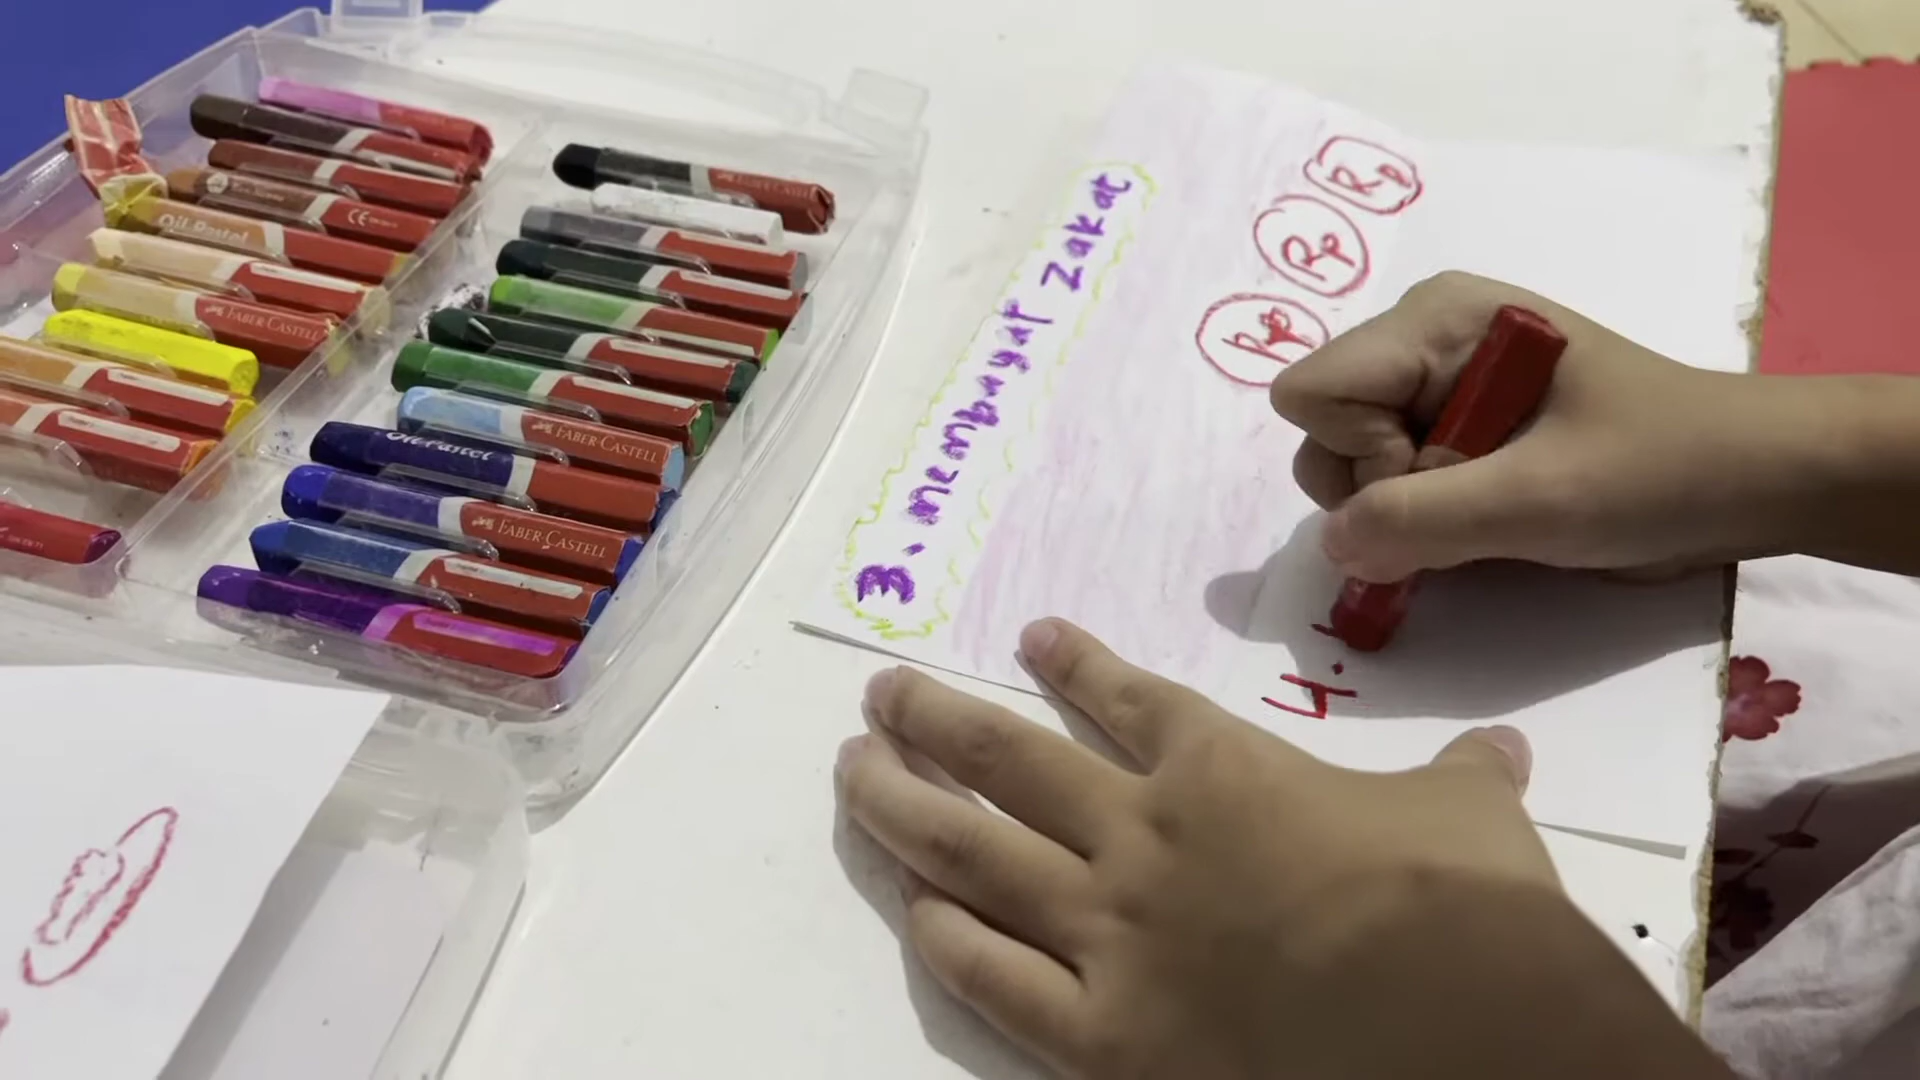 3. membayar zakat
Rp
Rp
Rp
4.
FABER-CASTELL
CE
Oil Pastel
FABER-CASTELL
FABER-CASTELL
Oil Pastel
FABER-CASTELL